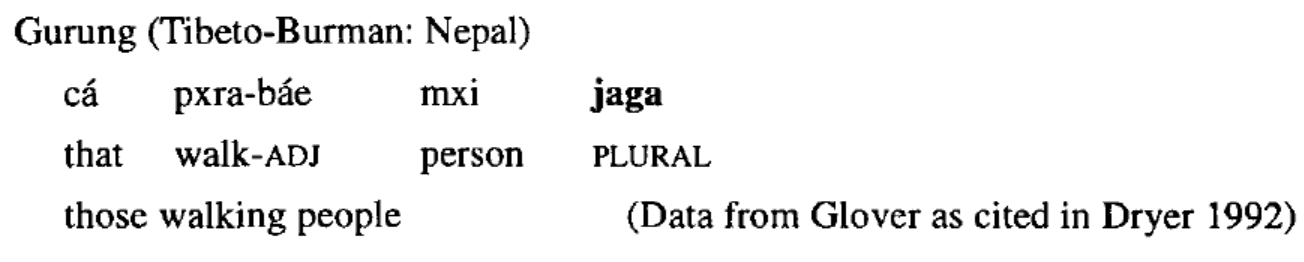 Gurung (Tibeto-Burman: Nepal)
cá pxra-báe mxi jaga
that walk-ADJ person PLURAL
those walking people (Data from Glover as cited in Dryer 1992)